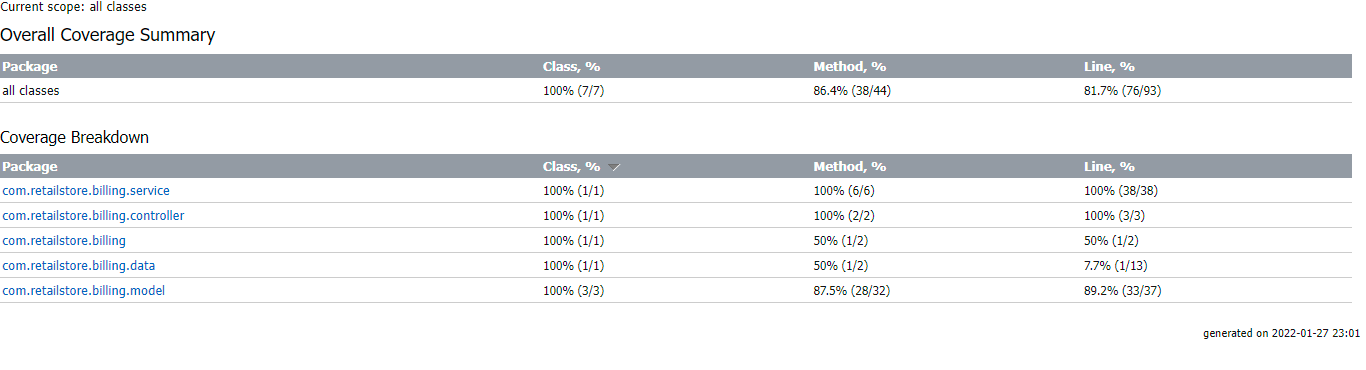 Current scope: all classes
Overall Coverage Summary
Package Class, % Method, % Line, %
all classes 100% (7/7) 86.4% (38/44) 81.7% (76/93)
Coverage Breakdown
Package Class, % Method, % Line, %
com.retailstore.billing.service 100% (1/1) 100% (6/6) 100% (38/38)
com.retailstore.billing.controller 100% (1/1) 100% (2/2) 100% (3/3)
com.retailstore.billing 100% (1/1) 50% (1/2) 50% (1/2)
com.retailstore.billing.data 100% (1/1) 50% (1/2) 7.7% (1/13)
com.retailstore.billing.model 100% (3/3) 87.5% (28/32) 89.2% (33/37)
generated on 2022-01-27 23:01